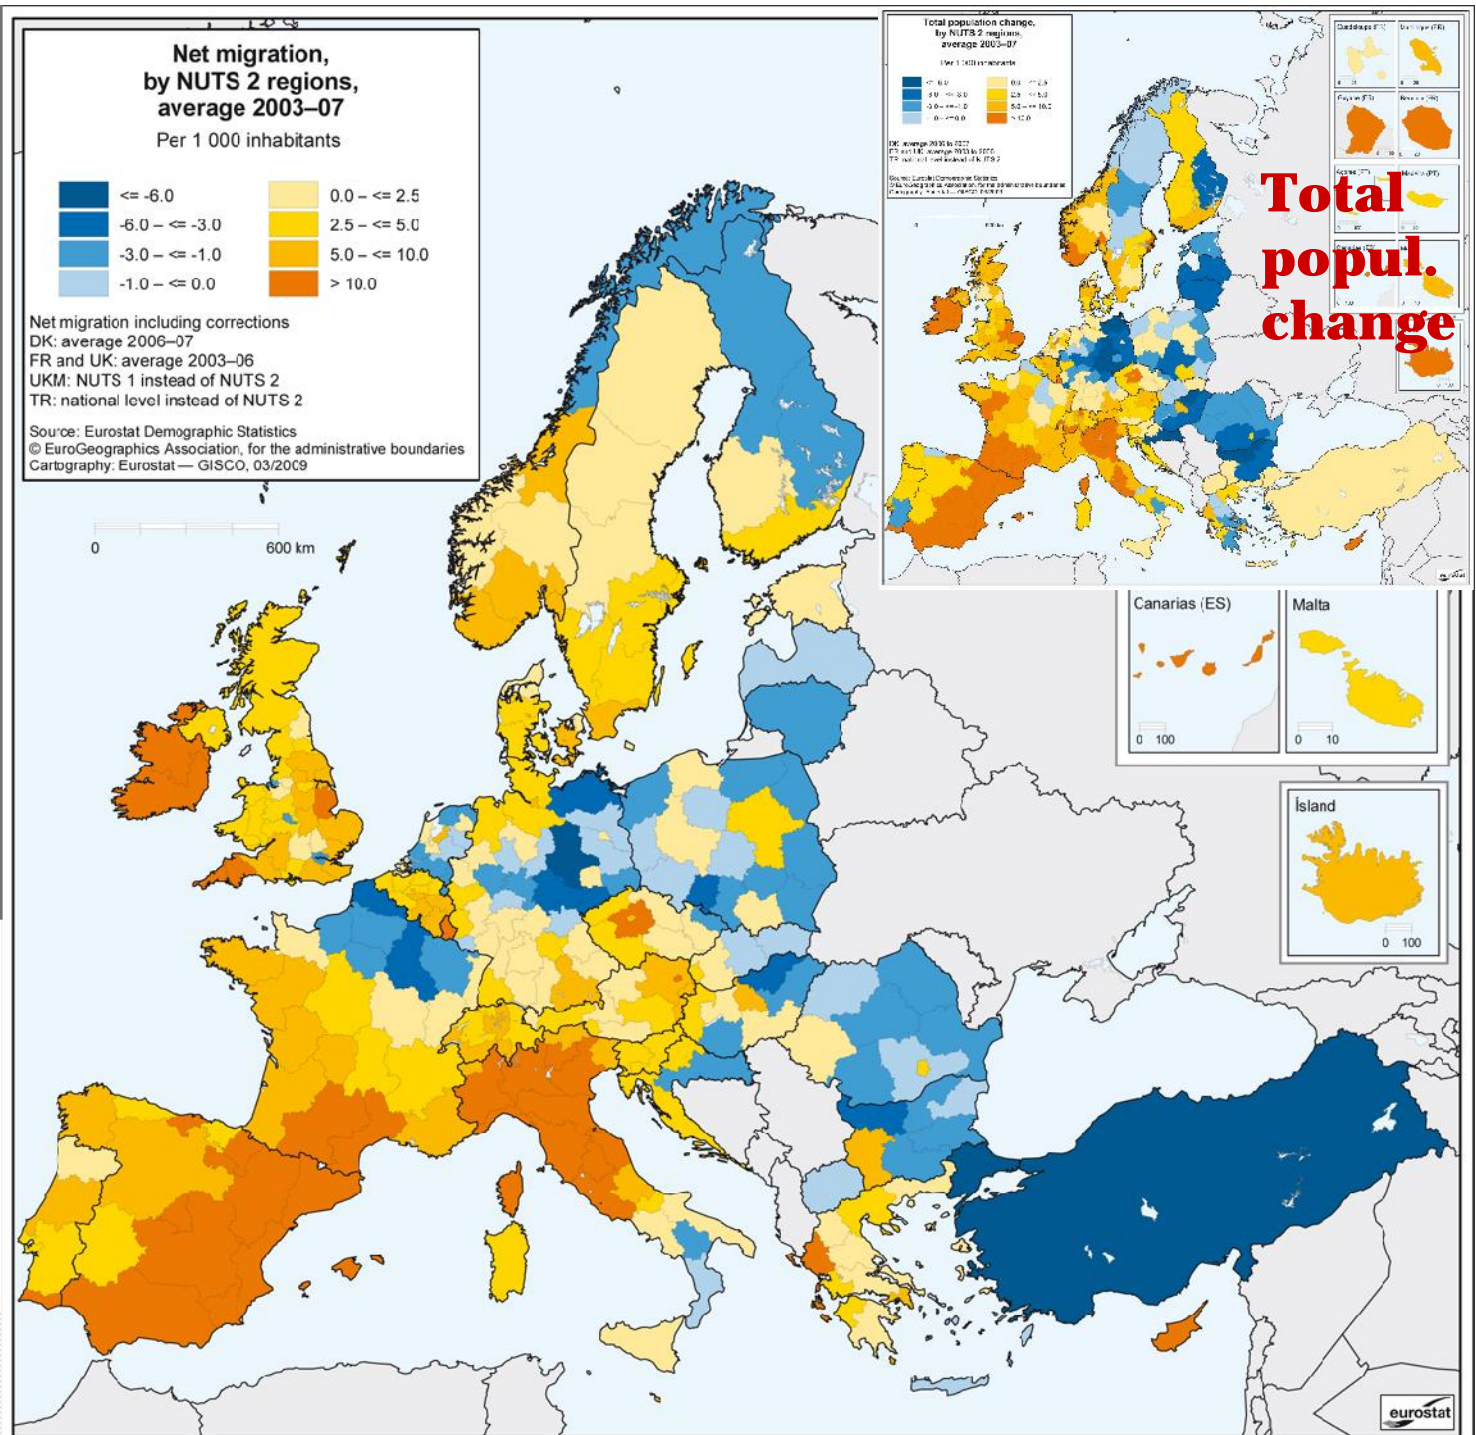 Net migration,
by NUTS 2 regions,
average 2003–07
Per 1 000 inhabitants
<= -6.0
-6.0 – <= -3.0
-3.0 – <= -1.0
-1.0 – <= 0.0
0.0 – <= 2.5
2.5 – <= 5.0
5.0 – <= 10.0
> 10.0
Net migration including corrections
DK: average 2006–07
FR and UK: average 2003–06
UKM: NUTS 1 instead of NUTS 2
TR: national level instead of NUTS 2
Source: Eurostat Demographic Statistics
© EuroGeographics Association, for the administrative boundaries
Cartography: Eurostat — GISCO, 03/2009
0 600 km
Total population change,
by NUTS 2 regions,
average 2003–07
Per 1 000 inhabitants
Total
popul.
change
Canarias (ES)
0 100
Malta
0 10
Ísland
0 100
eurostat